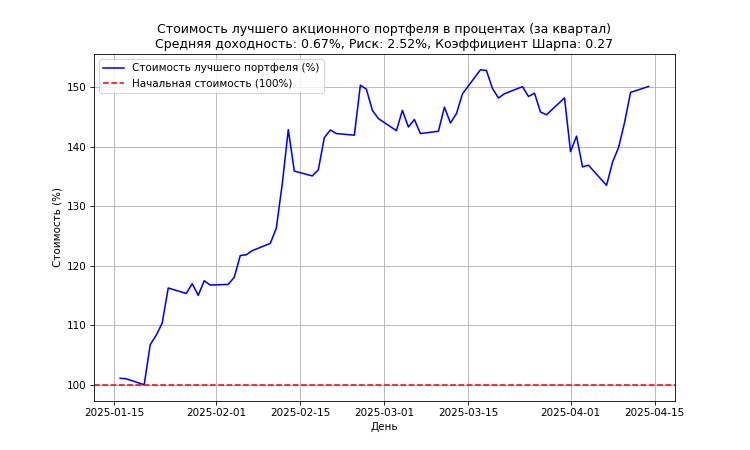 Стоимость лучшего акционного портфеля в процентах (за квартал)
Средняя доходность: 0.67%, Риск: 2.52%, Коэффициент Шарпа: 0.27
Стоимость лучшего портфеля (%)
Начальная стоимость (100%)
Стоимость (%)
150
140
130
120
110
100
2025-01-15
2025-02-01
2025-02-15
2025-03-01
2025-03-15
2025-04-01
2025-04-15
День